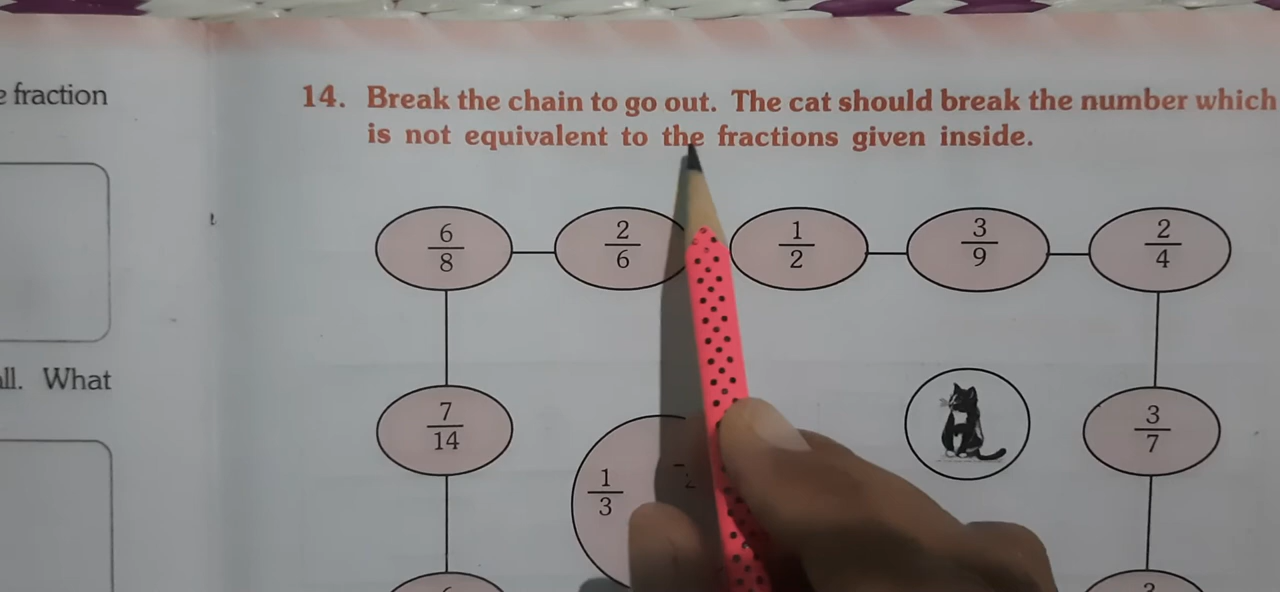 e fraction
14. Break the chain to go out. The cat should break the number which
is not equivalent to the fractions given inside.
6/8 2/6 1/2 3/9 2/4
all. What
7/14 3/7
1/3